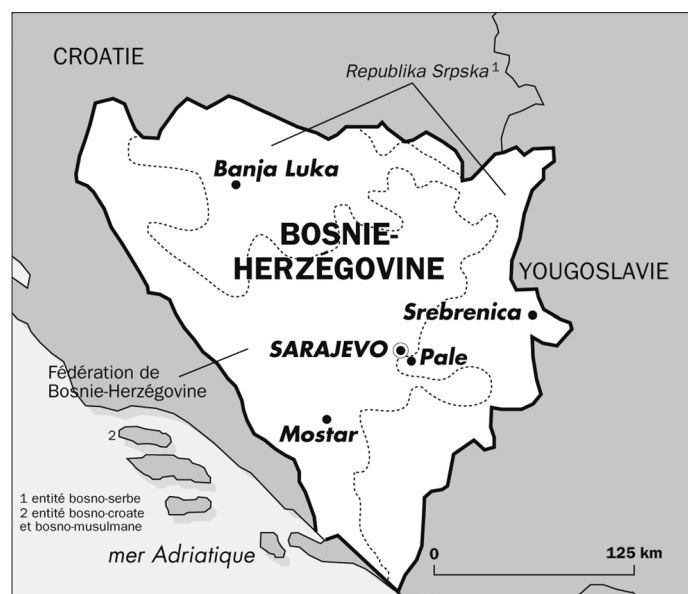 CROATIE
Republika Srpska 1
Banja Luka
BOSNIE-
HERZÉGOVINE
YOUGOSLAVIE
Srebrenica
SARAJEVO
Pale
Fédération de
Bosnie-Herzégovine
Mostar
2
1 entité bosno-serbe
2 entité bosno-croate
et bosno-musulmane
mer Adriatique
0
125 km